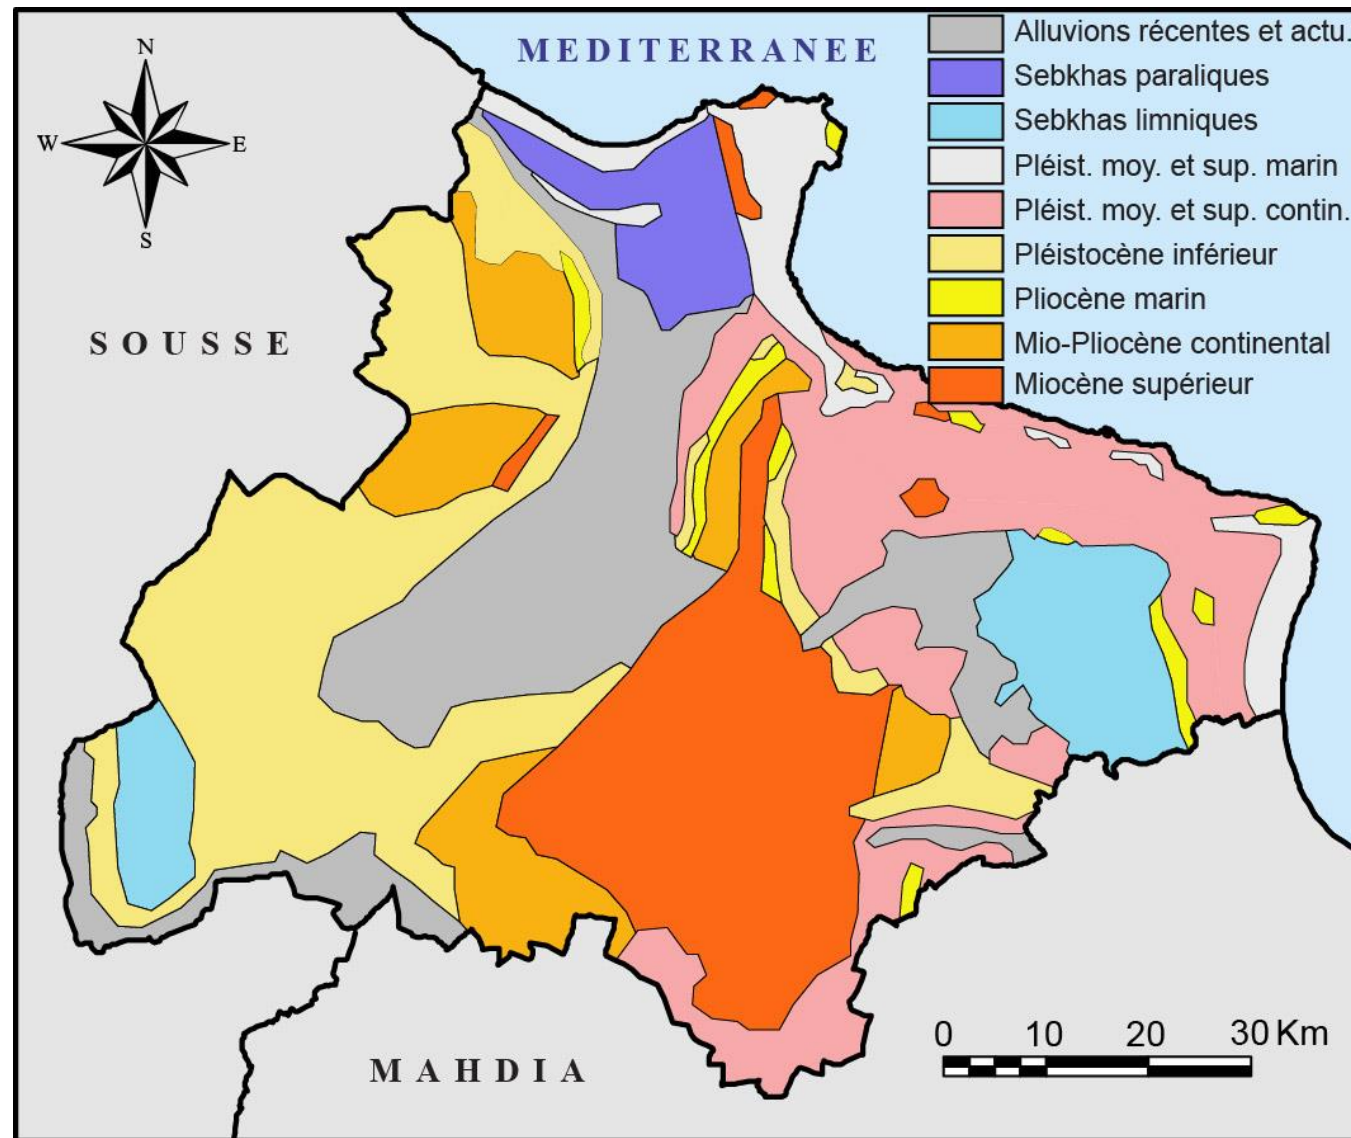 MEDITERRANEE
N
W
E
S
SOUSSE
MAHDIA
Alluvions récentes et actu.
Sebkhas paraliques
Sebkhas limniques
Pléist. moy. et sup. marin
Pléist. moy. et sup. contin.
Pléistocène inférieur
Pliocène marin
Mio-Pliocène continental
Miocène supérieur
0 10 20 30 Km